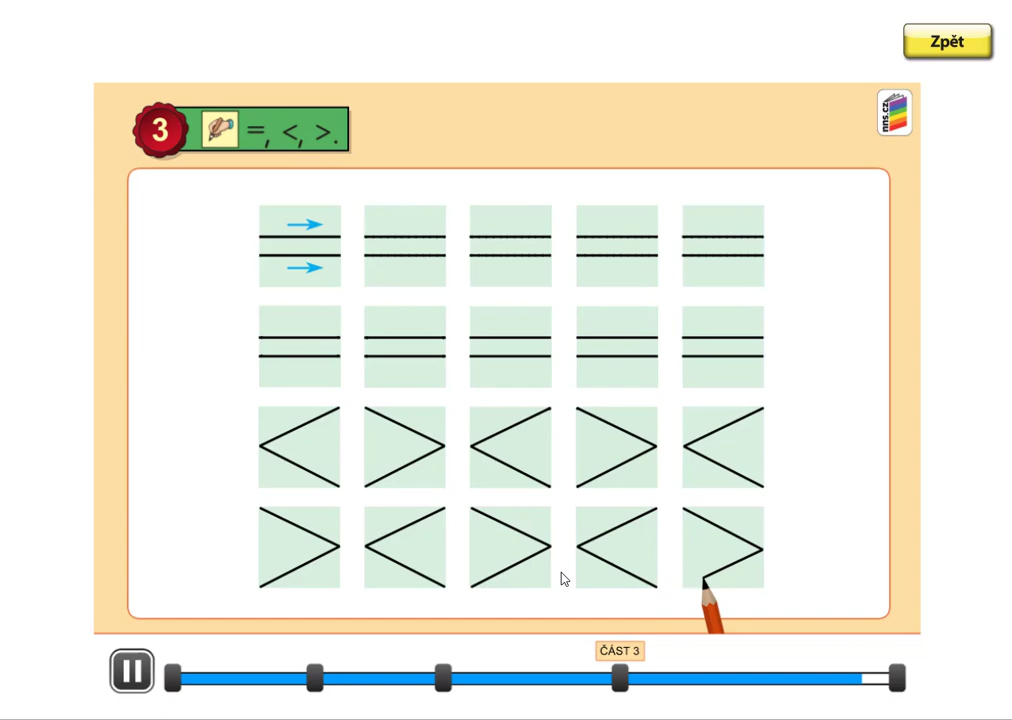 Zpět
3 =, <, >.
nns.cz
= = = = =
= = = = =
< > < > <
> < > < >
ČÁST 3